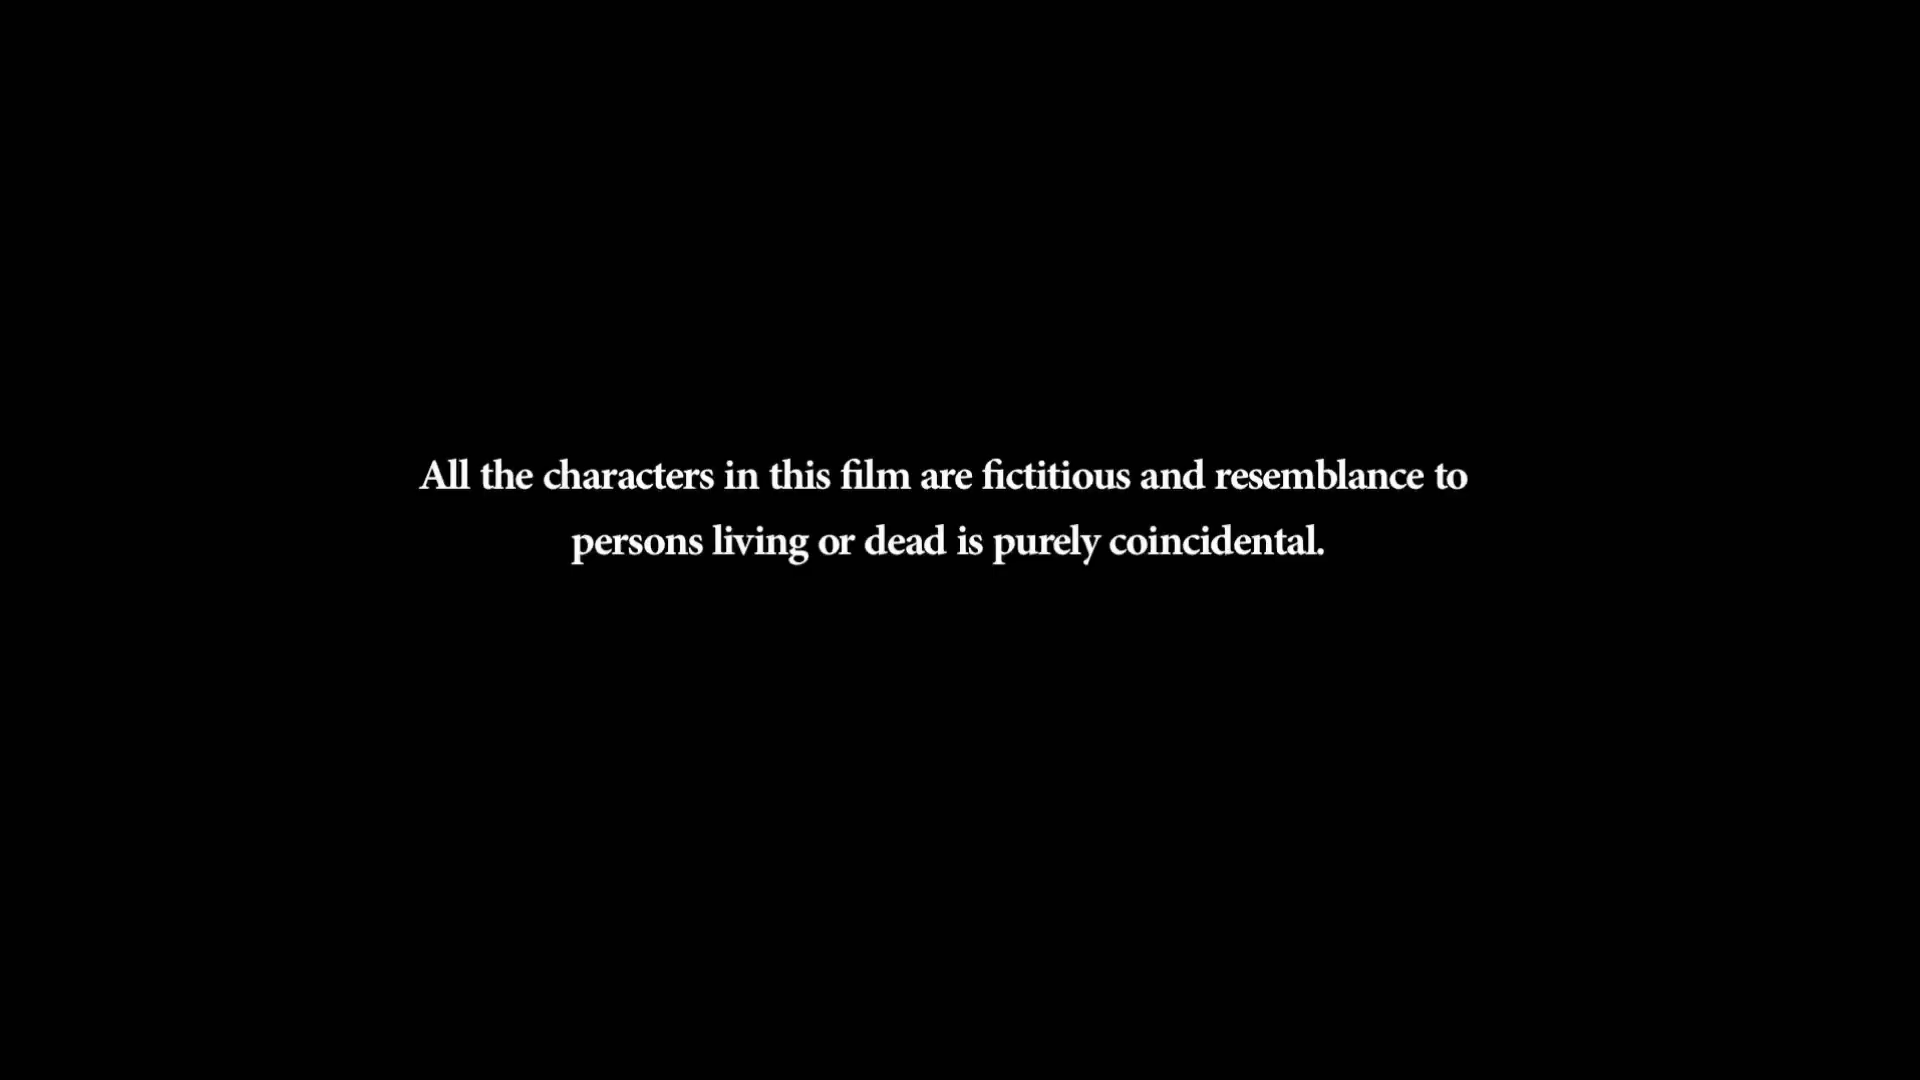 All the characters in this film are fictitious and resemblance to
persons living or dead is purely coincidental.